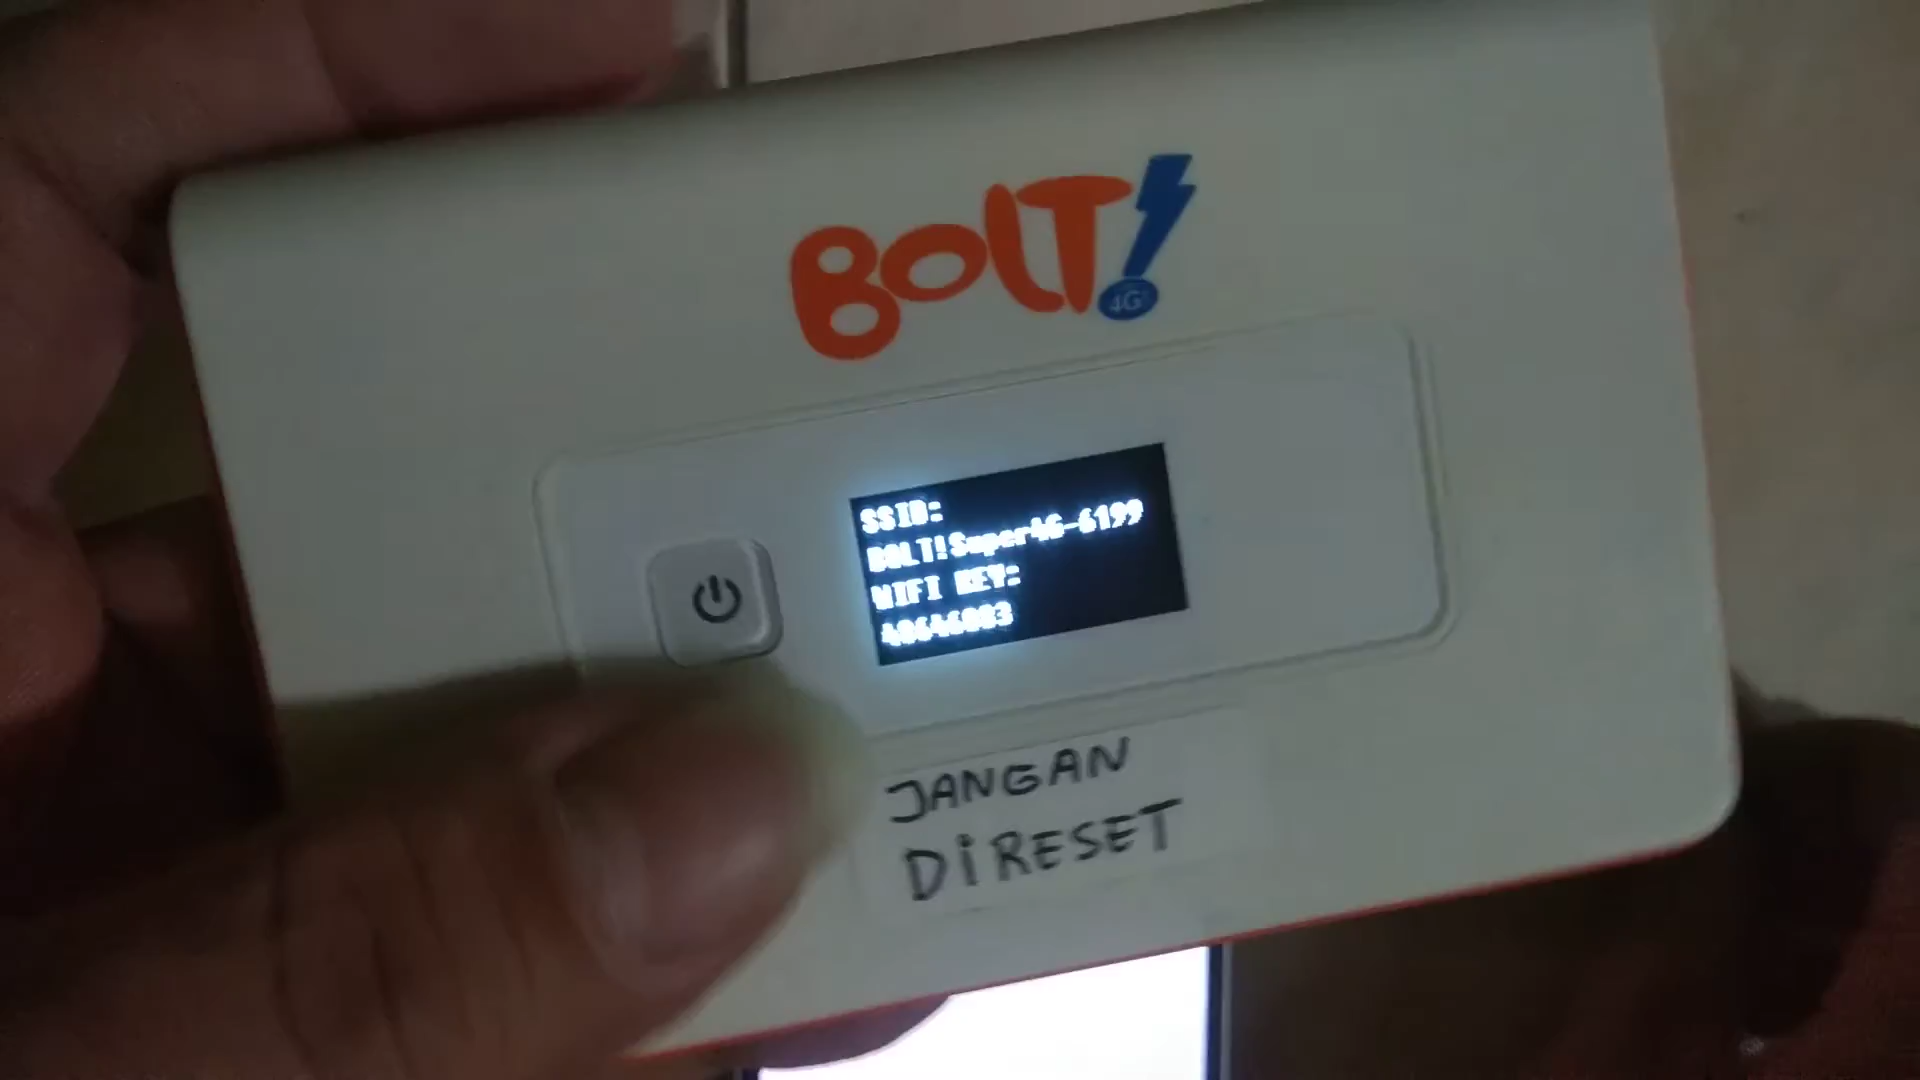 BOLT!
4G
SSID:
BOLT!Super4G-6199
WIFI KEY:
JANGAN
DiRESET